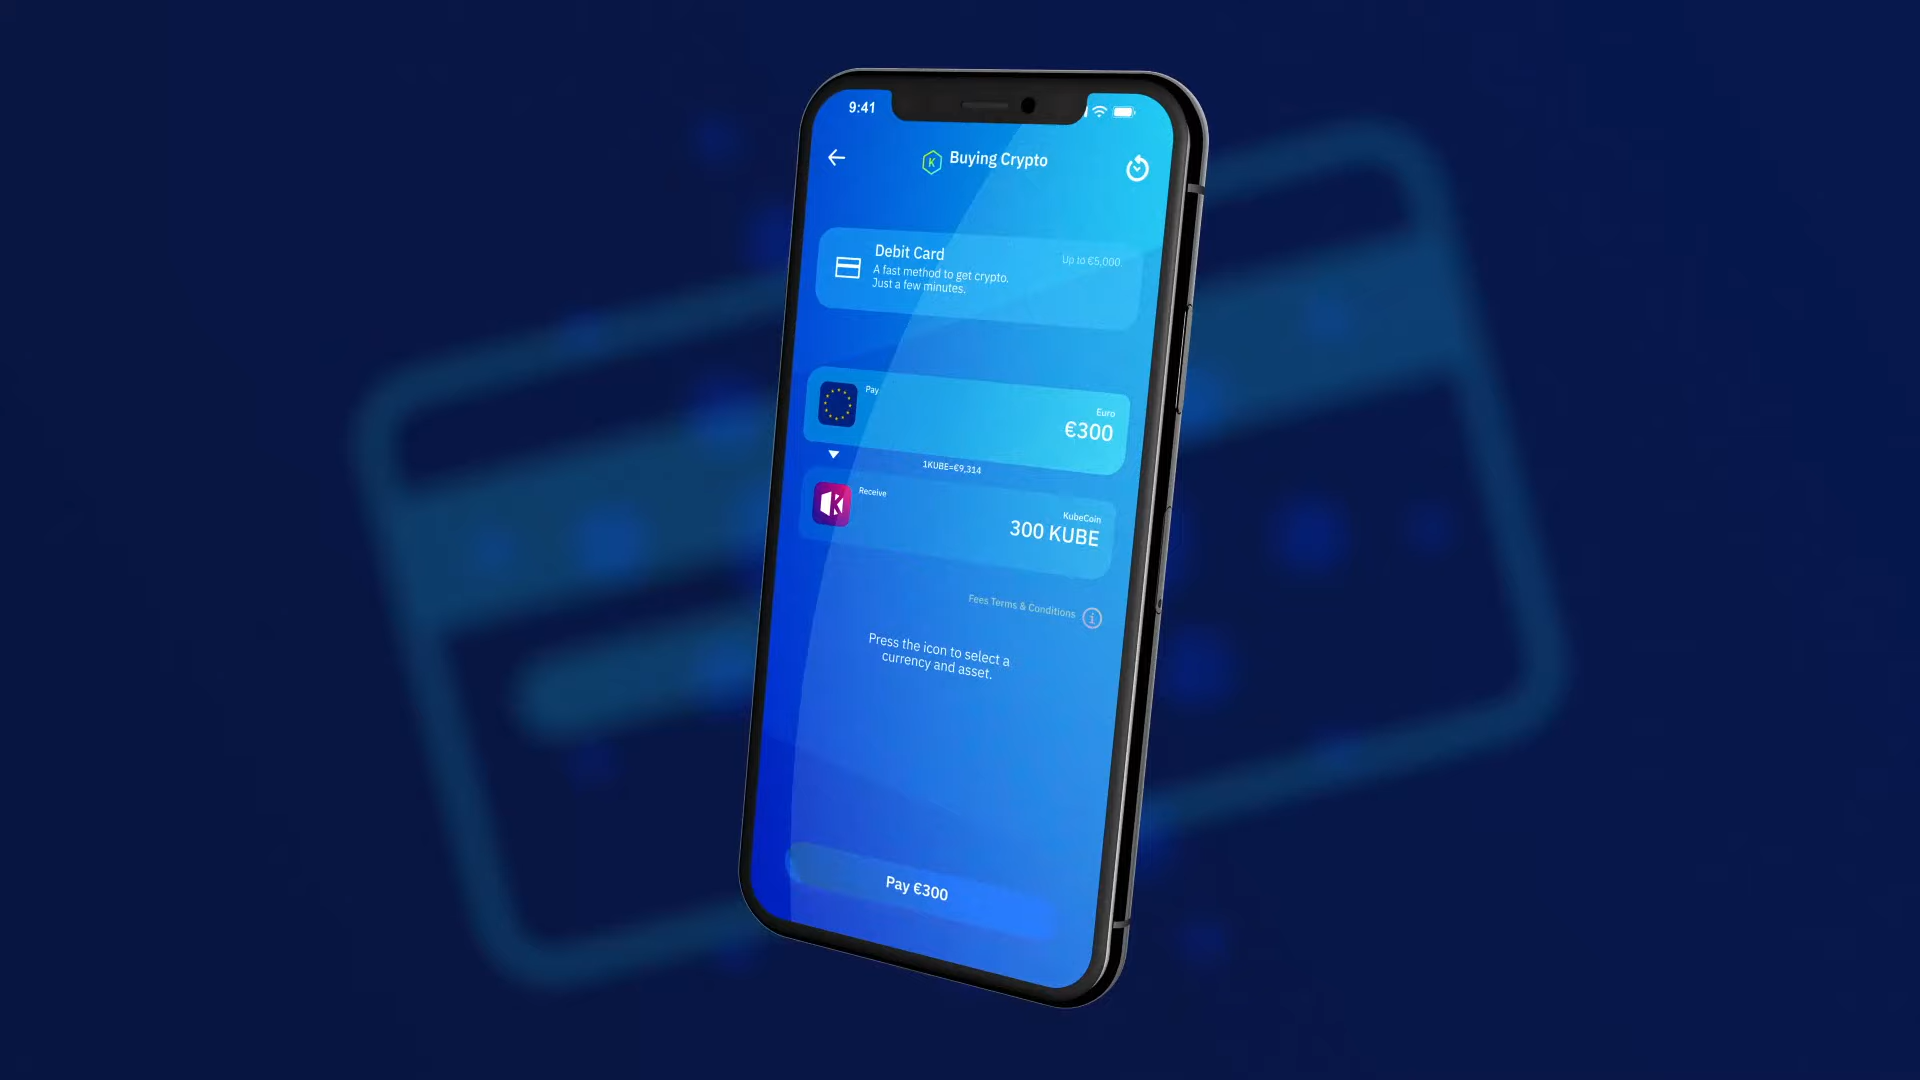 9:41
K Buying Crypto
Debit Card
Up to €5,000.
A fast method to get crypto.
Just a few minutes.
Pay
Euro
€300
1KUBE=€9,314
Receive
KubeCoin
300 KUBE
Fees Terms & Conditions i
Press the icon to select a
currency and asset.
Pay €300